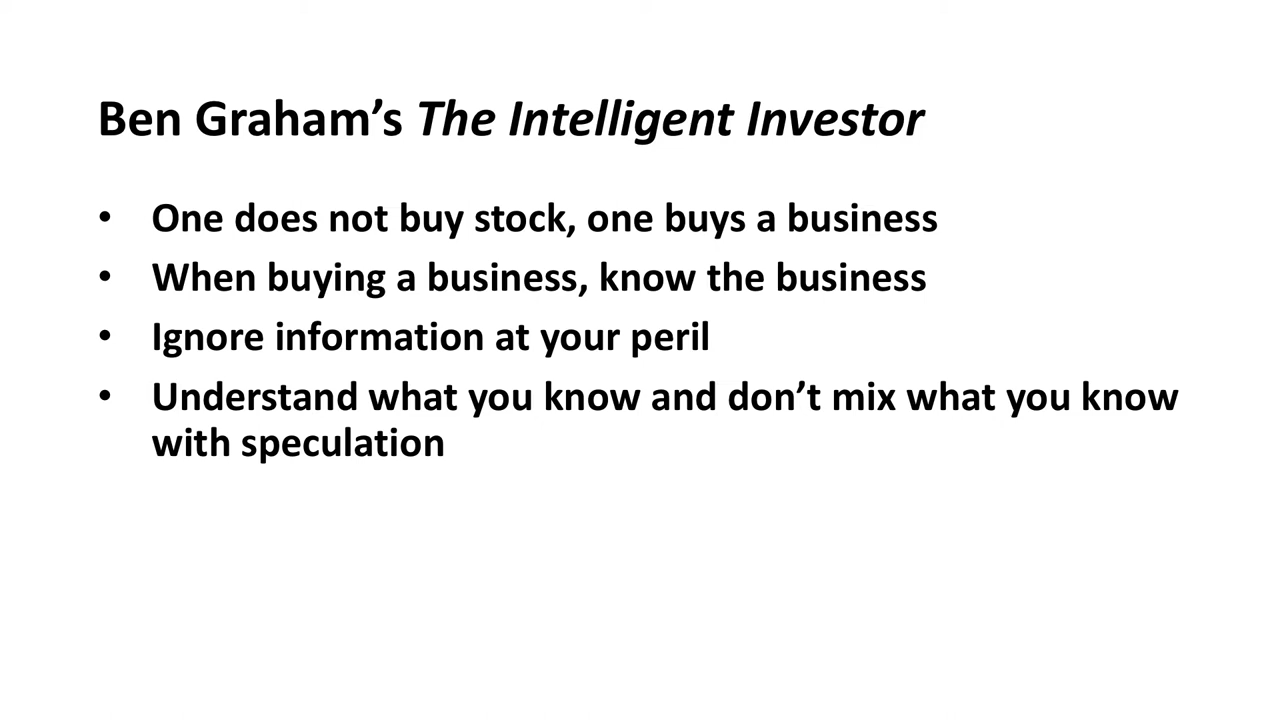 Ben Graham’s The Intelligent Investor
• One does not buy stock, one buys a business
• When buying a business, know the business
• Ignore information at your peril
• Understand what you know and don’t mix what you know
with speculation